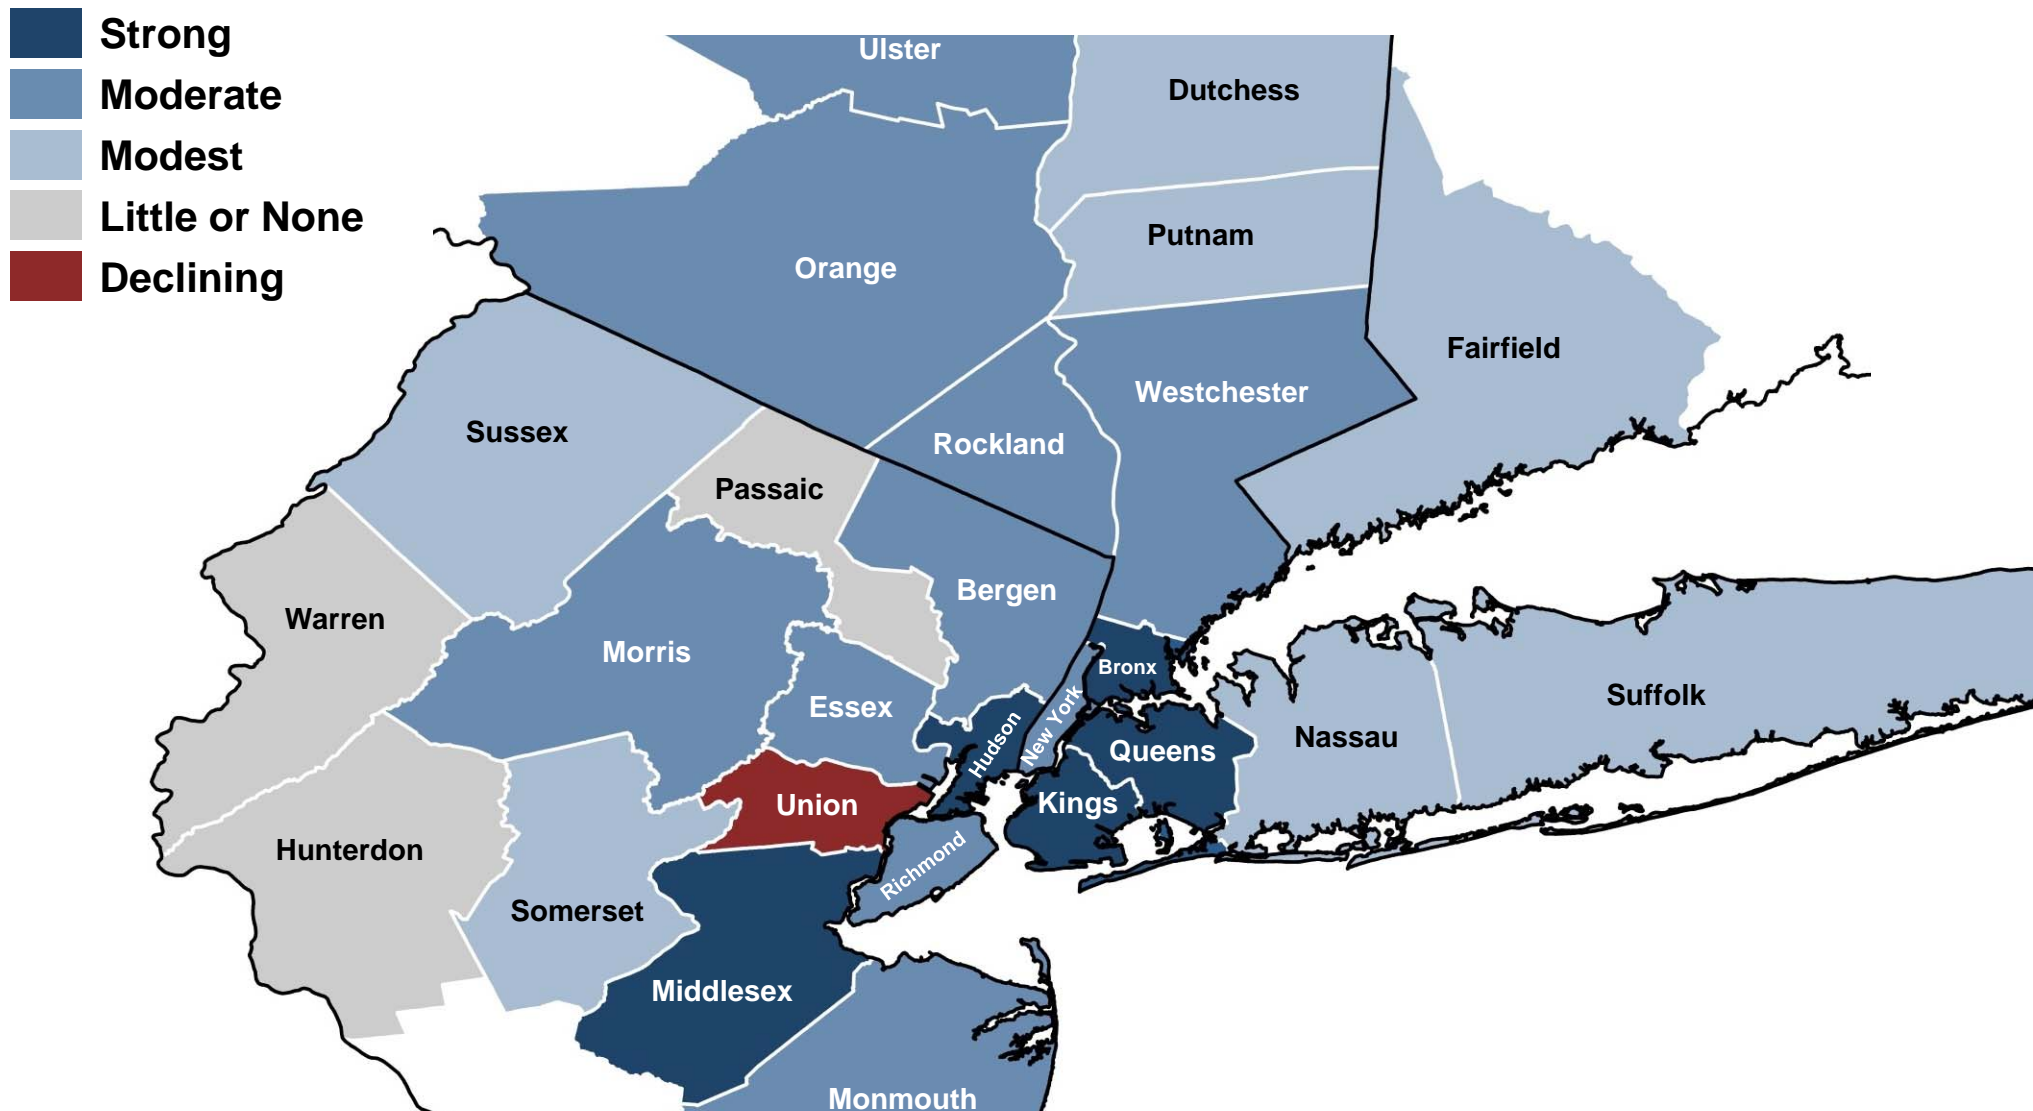 Strong
Moderate
Modest
Little or None
Declining
Ulster
Dutchess
Putnam
Orange
Fairfield
Westchester
Sussex
Rockland
Passaic
Bergen
Warren
Morris
Bronx
Essex
Suffolk
Hudson
New York
Nassau
Queens
Union
Kings
Hunterdon
Richmond
Somerset
Middlesex
Monmouth